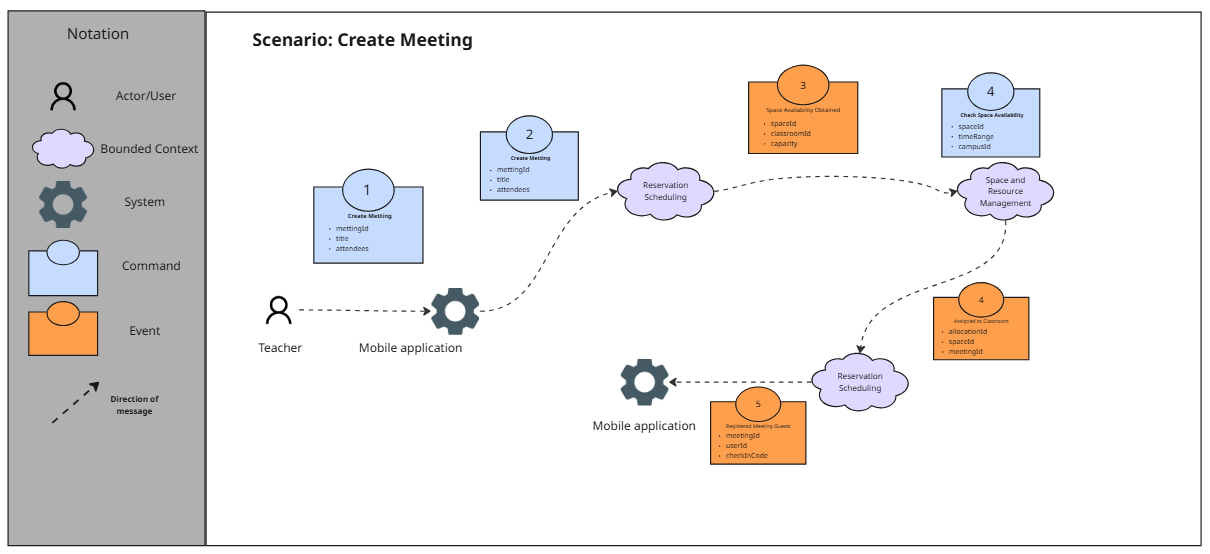 Notation
Actor/User
Bounded Context
System
Command
Event
Direction of
message
Scenario: Create Meeting
1
Create Metting
• mettingId
• title
• attendees
Teacher
Mobile application
2
Create Metting
• mettingId
• title
• attendees
Reservation
Scheduling
3
Space Availability Obtained
• spaceId
• classroomId
• capacity
4
Check Space Availability
• spaceId
• timeRange
• campusId
Space and
Resource
Management
4
Assigned to Classroom
• allocationId
• spaceId
• meetingId
Reservation
Scheduling
5
Registered Meeting Guests
• meetingId
• userId
• checkInCode
Mobile application